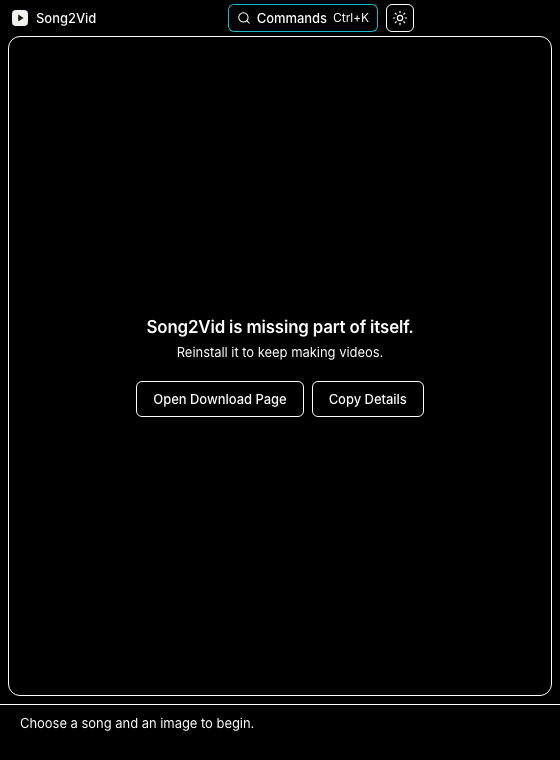 Song2Vid
Commands Ctrl+K
Song2Vid is missing part of itself.
Reinstall it to keep making videos.
Open Download Page
Copy Details
Choose a song and an image to begin.